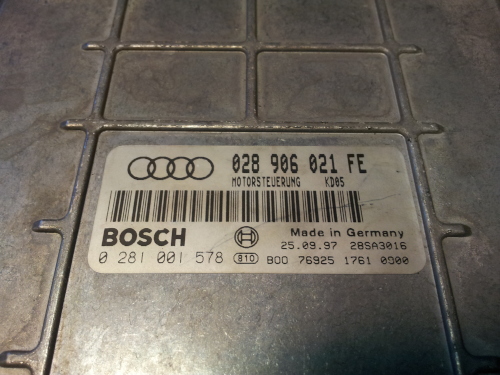 028 906 021 FE
MOTORSTEUERUNG KD05
BOSCH
Made in Germany
25.09.97 28SA3016
0 281 001 578 810 B00 76925 1761 0900